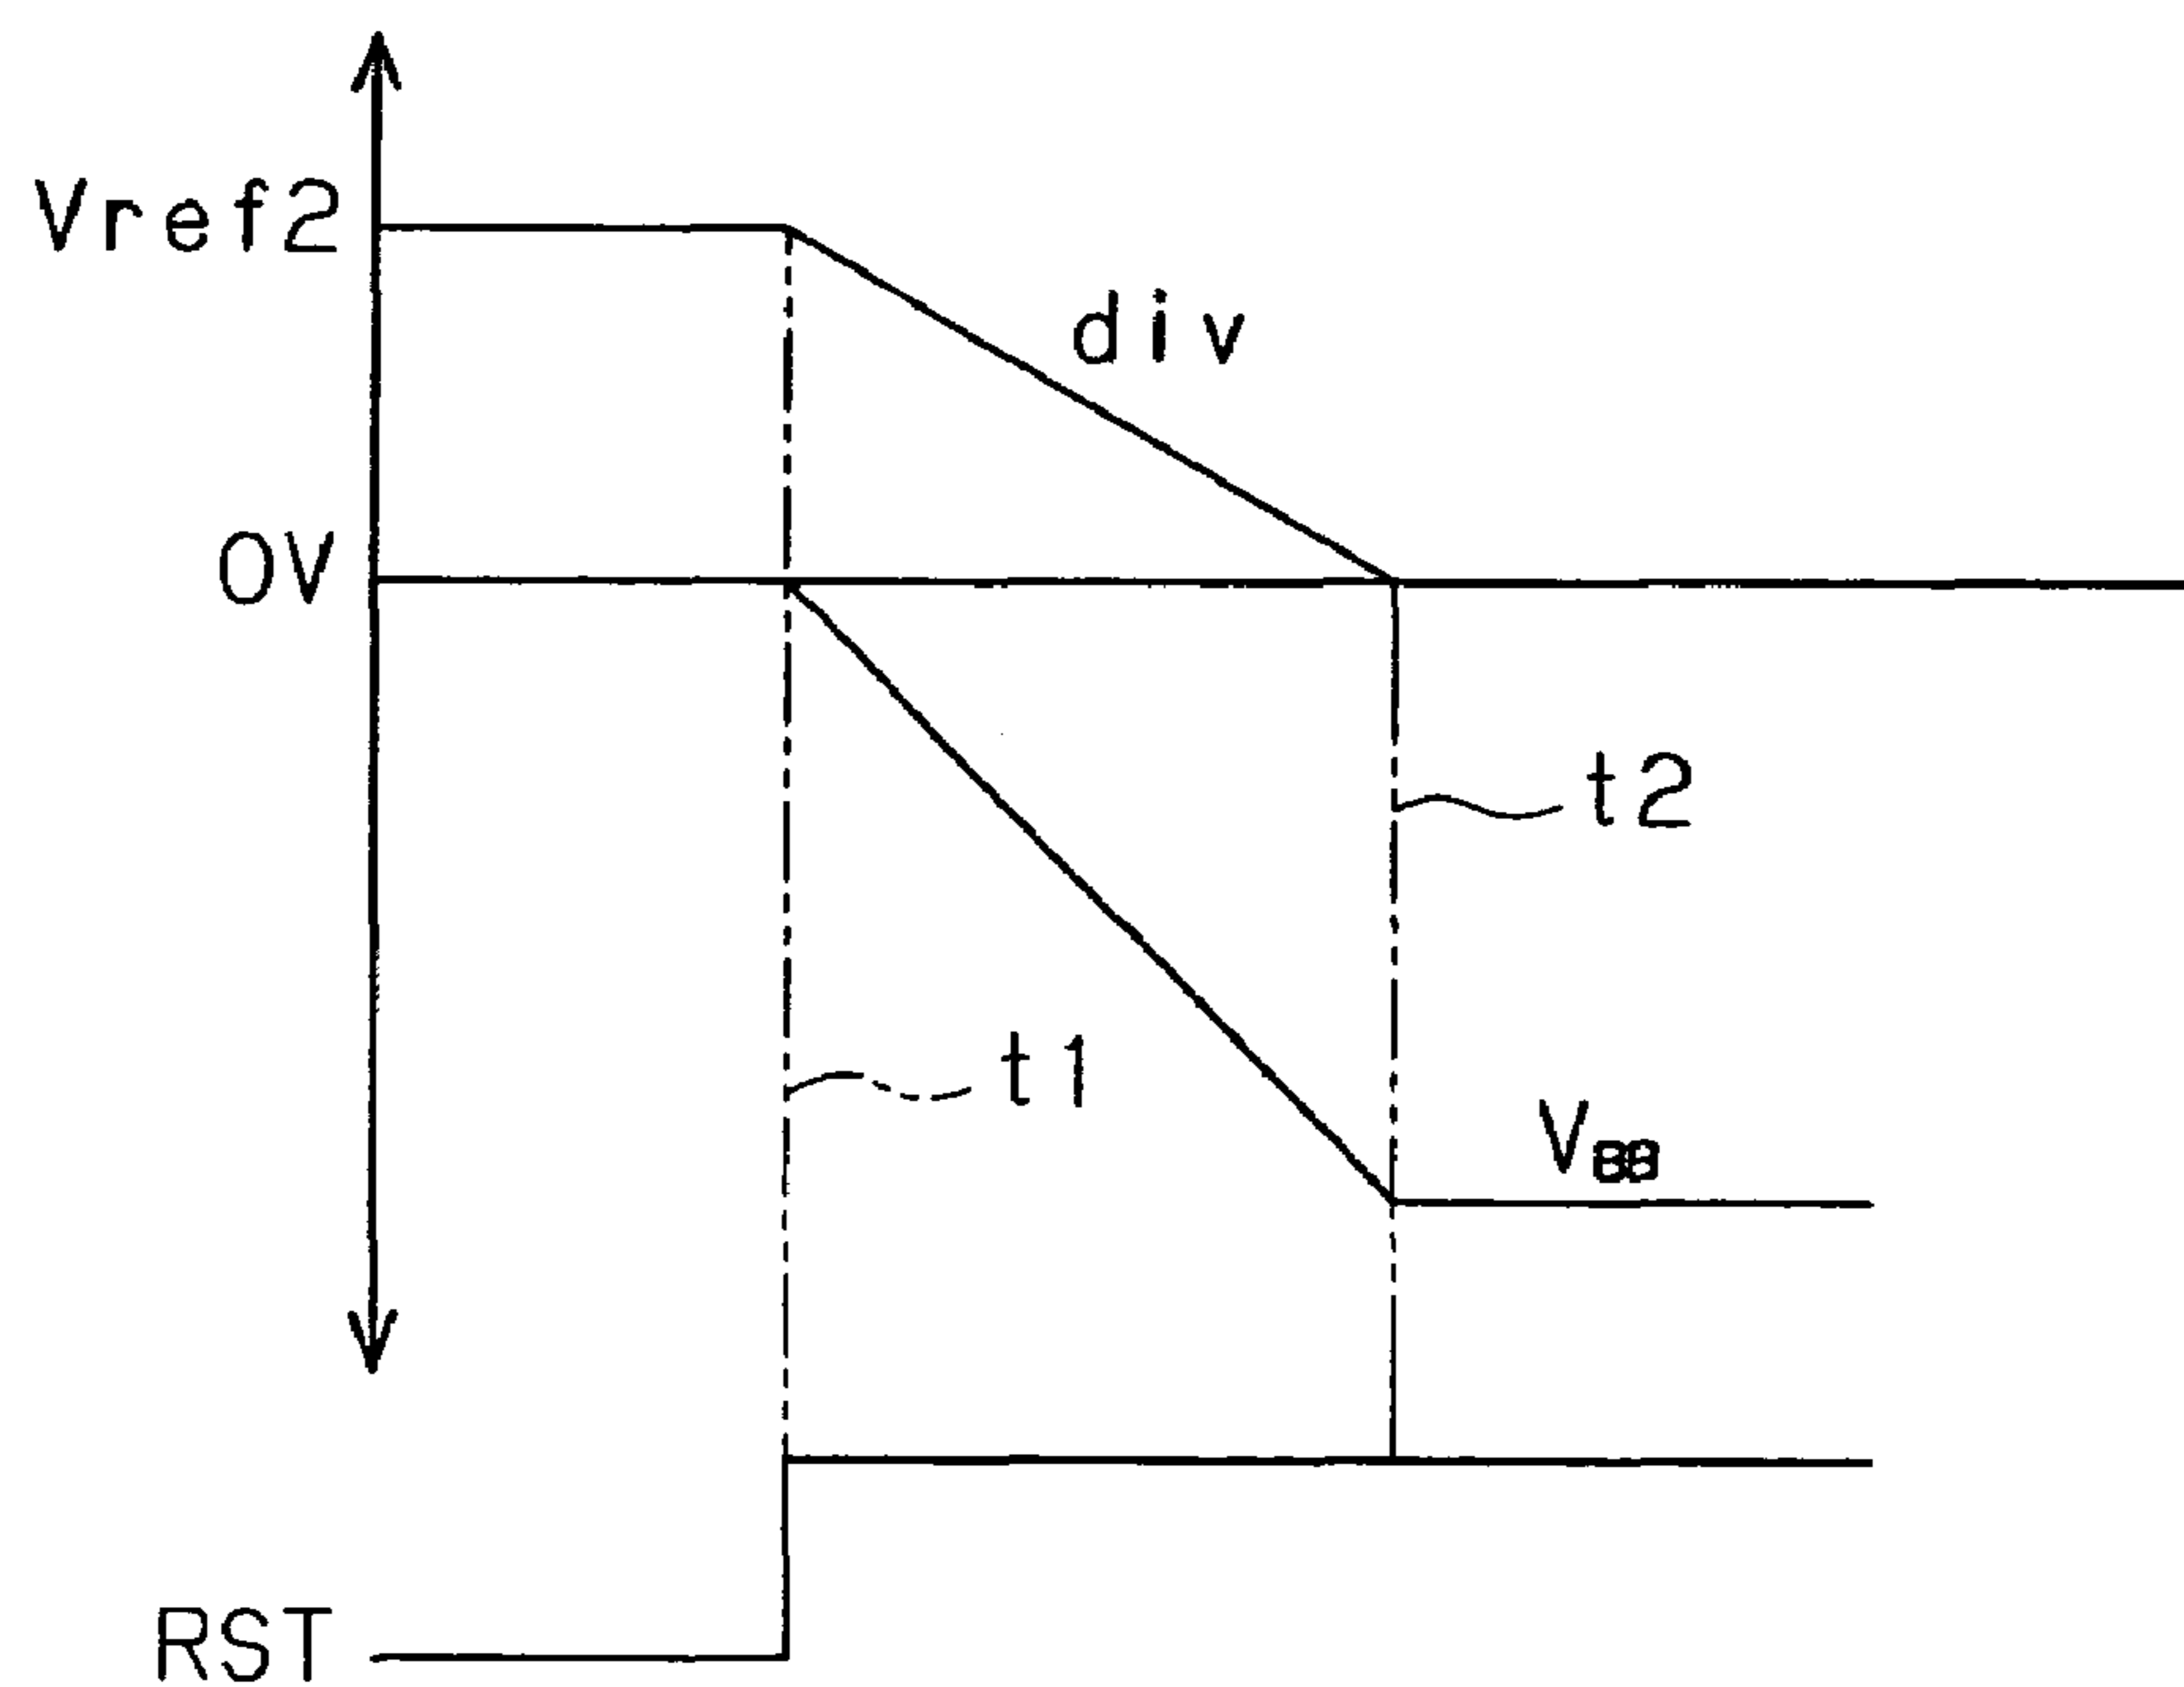 Vref2
div
0V
t2
t1
VBB
RST